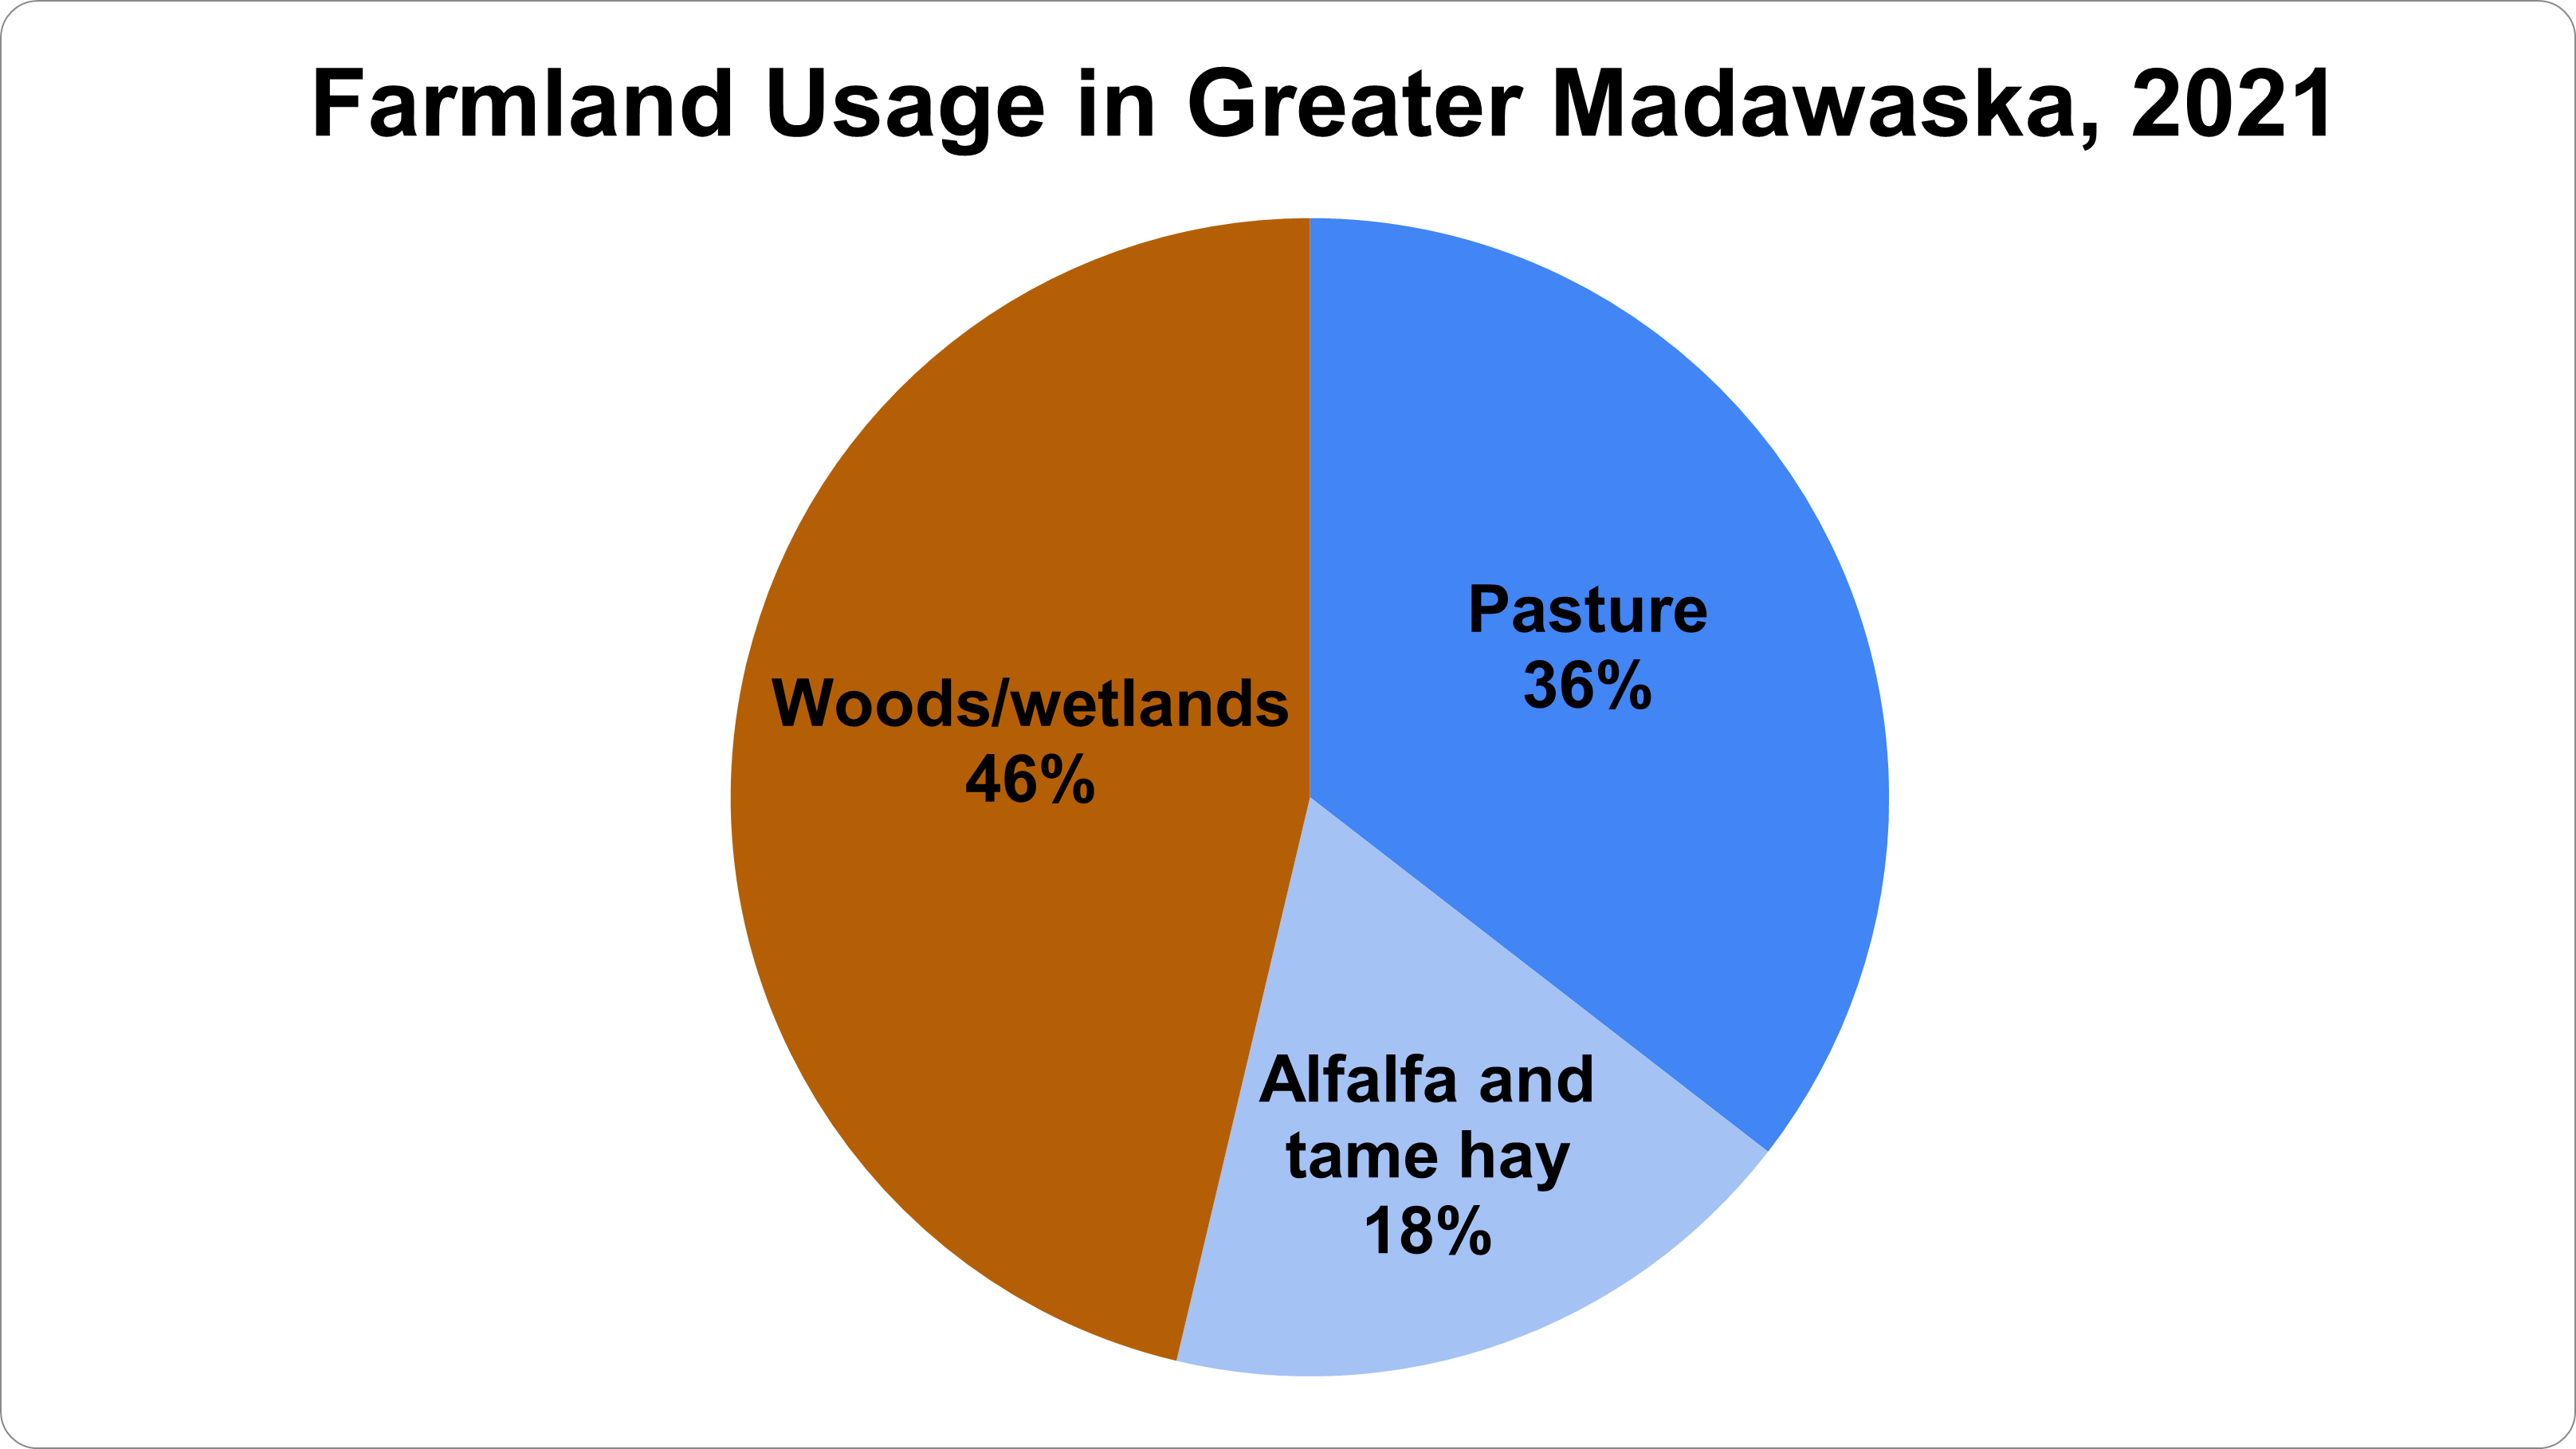 Farmland Usage in Greater Madawaska, 2021
Pasture
36%
Woods/wetlands
46%
Alfalfa and
tame hay
18%